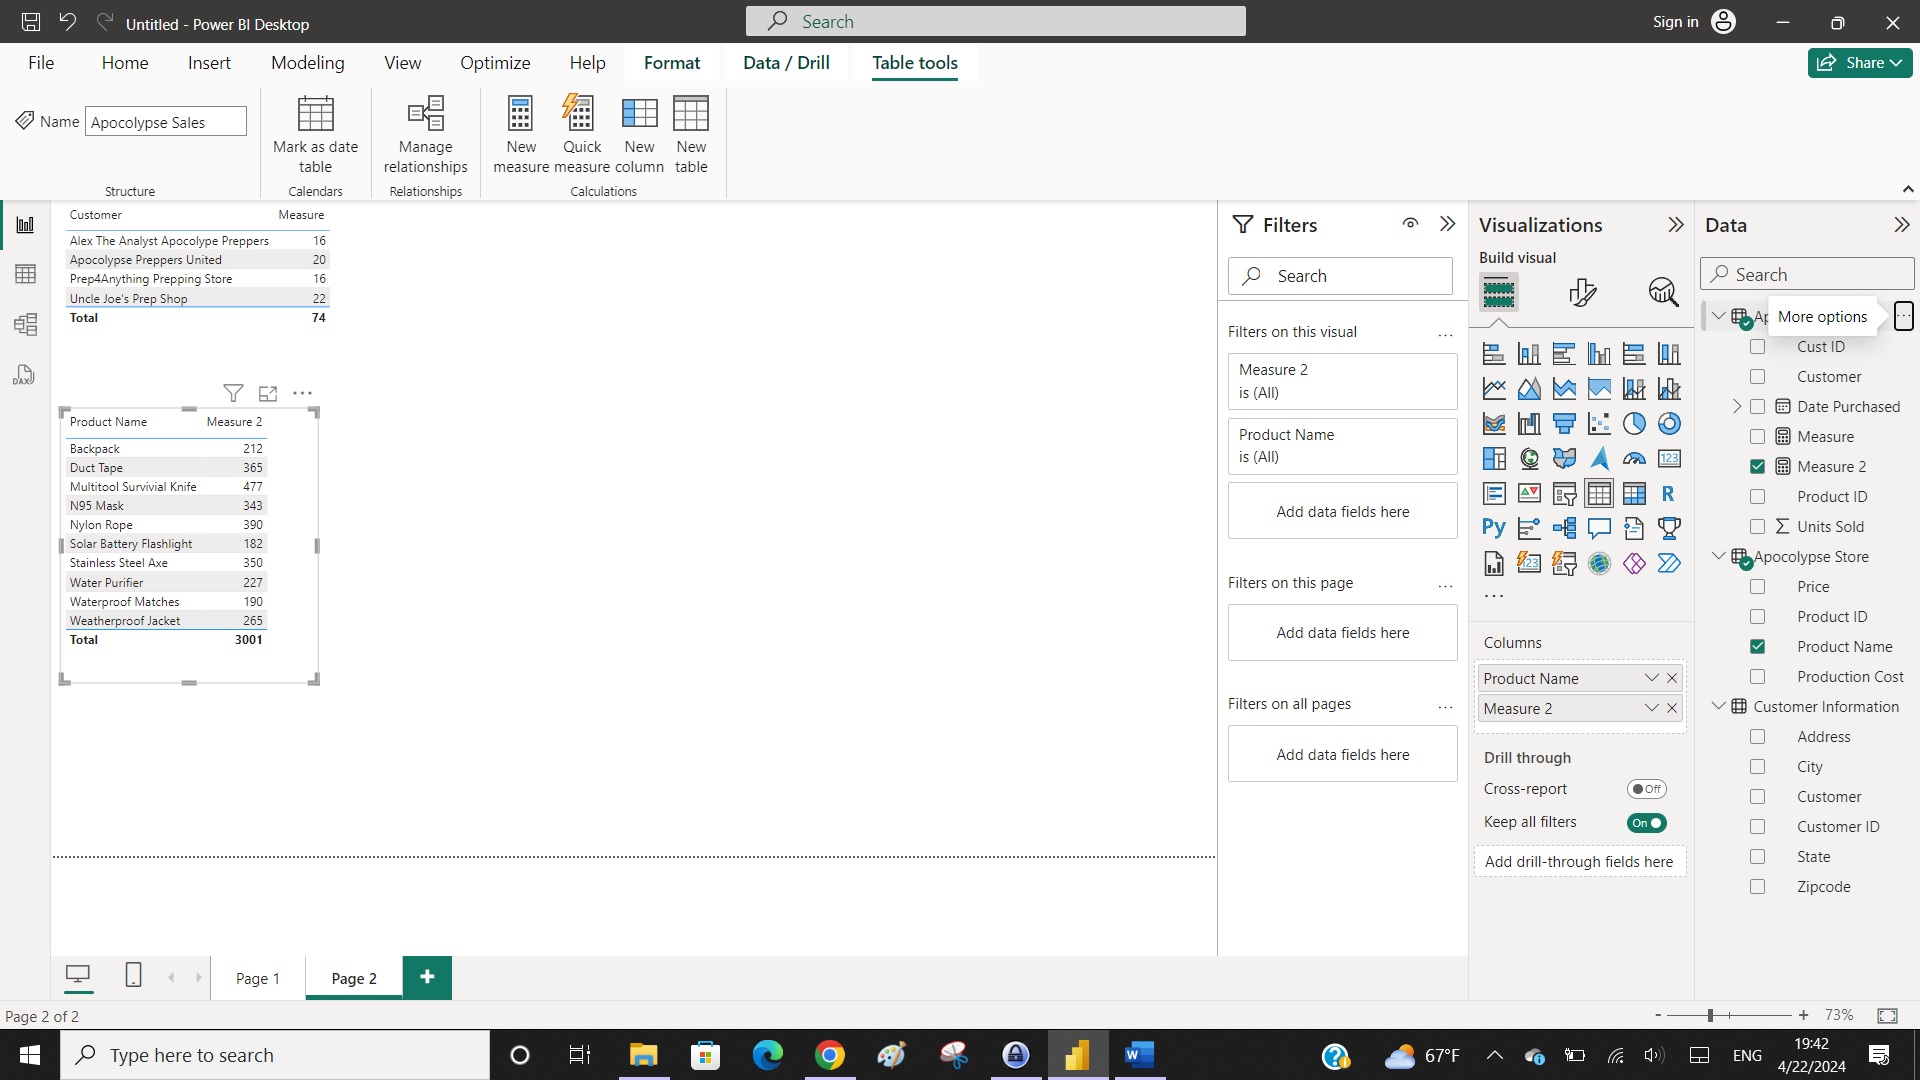 Untitled - Power BI Desktop
Search
Sign in
File
Home
Insert
Modeling
View
Optimize
Help
Format
Data / Drill
Table tools
Share
Name
Apocolypse Sales
Mark as date
table
Manage
relationships
New
measure
Quick
measure
New
column
New
table
Structure
Calendars
Relationships
Calculations
Customer Measure
Alex The Analyst Apocolype Preppers 16
Apocolypse Preppers United 20
Prep4Anything Prepping Store 16
Uncle Joe's Prep Shop 22
Total 74
Product Name Measure 2
Backpack 212
Duct Tape 365
Multitool Survivial Knife 477
N95 Mask 343
Nylon Rope 390
Solar Battery Flashlight 182
Stainless Steel Axe 350
Water Purifier 227
Waterproof Matches 190
Weatherproof Jacket 265
Total 3001
DAX
Filters
Search
Filters on this visual
...
Measure 2
is (All)
Product Name
is (All)
Add data fields here
Filters on this page
...
Add data fields here
Filters on all pages
...
Add data fields here
Visualizations
Build visual
123
R
Py
123
...
Columns
Product Name
Measure 2
Drill through
Cross-report
Off
Keep all filters
On
Add drill-through fields here
Data
Search
Ap
More options
...
Cust ID
Customer
Date Purchased
Measure
Measure 2
Product ID
Units Sold
Apocolypse Store
Price
Product ID
Product Name
Production Cost
Customer Information
Address
City
Customer
Customer ID
State
Zipcode
Page 1
Page 2
+
Page 2 of 2
- + 73%
Type here to search
67°F
ENG
19:42
4/22/2024